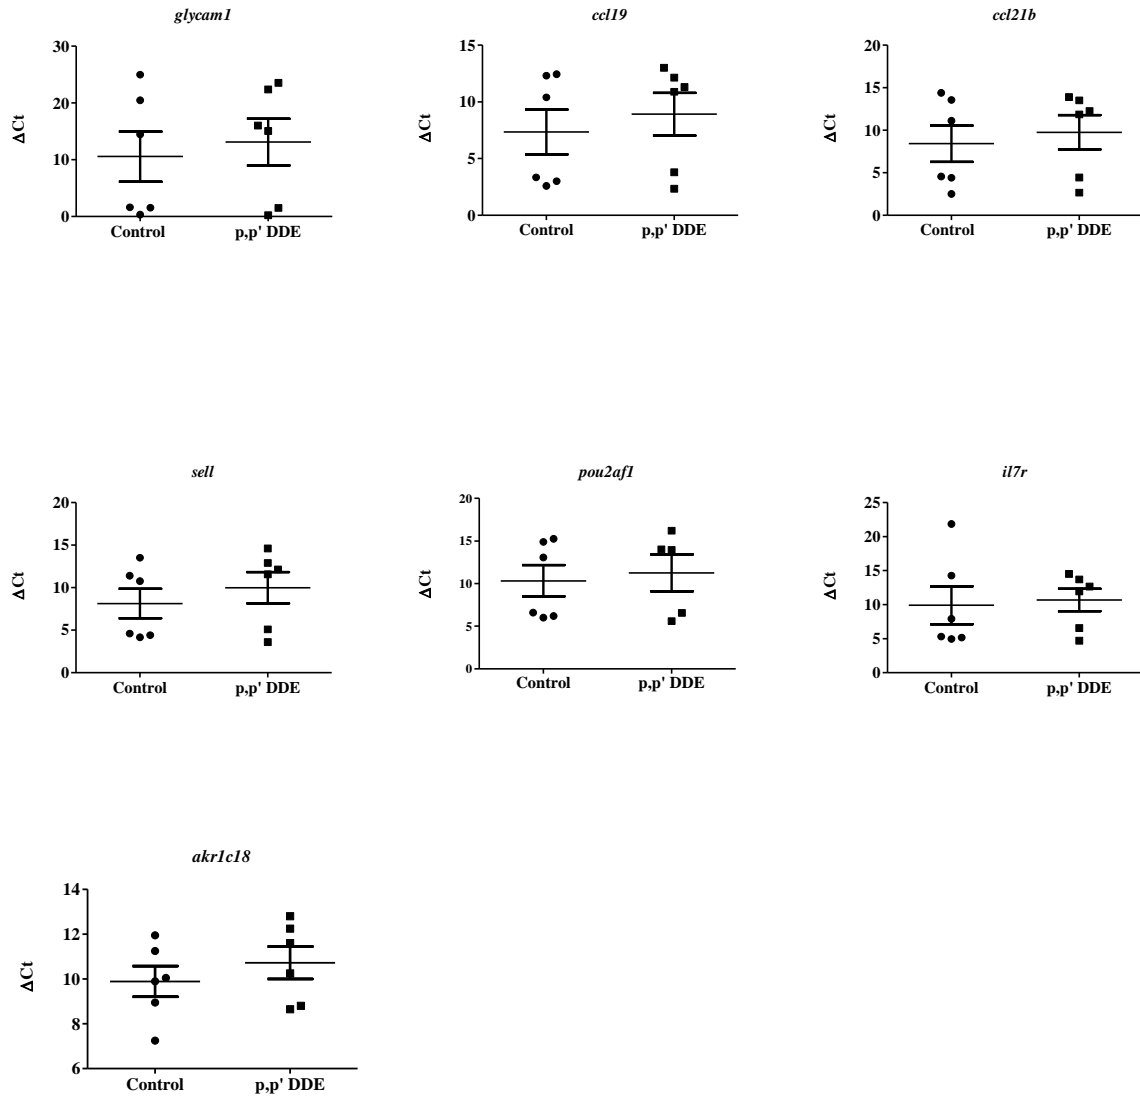 glycam1
30
20
10
0
ΔCt
Control p,p' DDE
ccl19
15
10
5
0
ΔCt
Control p,p' DDE
ccl21b
20
15
10
5
0
ΔCt
Control p,p' DDE
sell
20
15
10
5
0
ΔCt
Control p,p' DDE
pou2af1
20
15
10
5
0
ΔCt
Control p,p' DDE
il7r
25
20
15
10
5
0
ΔCt
Control p,p' DDE
akr1c18
14
12
10
8
6
ΔCt
Control p,p' DDE